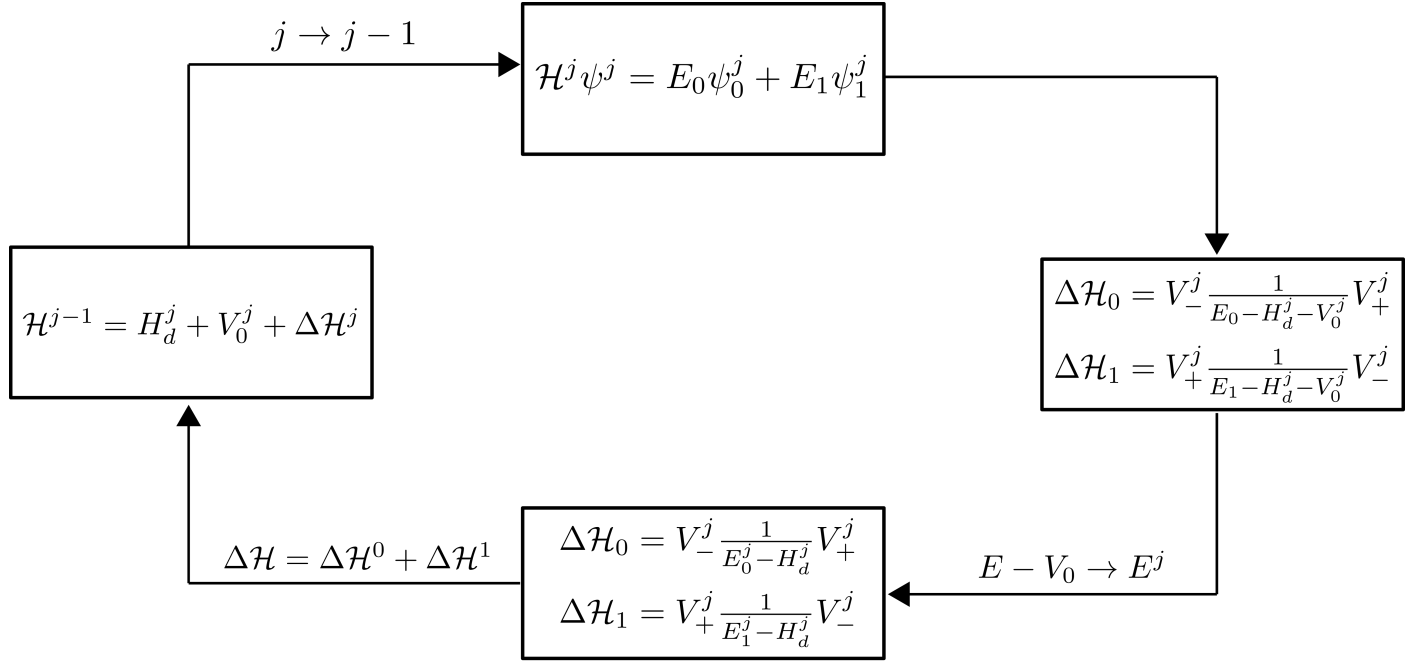 j → j − 1
ℋ^j ψ^j = E_0 ψ_0^j + E_1 ψ_1^j
Δℋ_0 = V_-^j \frac{1}{E_0 − H_d^j − V_0^j} V_+^j
Δℋ_1 = V_+^j \frac{1}{E_1 − H_d^j − V_0^j} V_-^j
E − V_0 → E^j
Δℋ_0 = V_-^j \frac{1}{E_0^j − H_d^j} V_+^j
Δℋ_1 = V_+^j \frac{1}{E_1^j − H_d^j} V_-^j
Δℋ = Δℋ^0 + Δℋ^1
ℋ^{j−1} = H_d^j + V_0^j + Δℋ^j